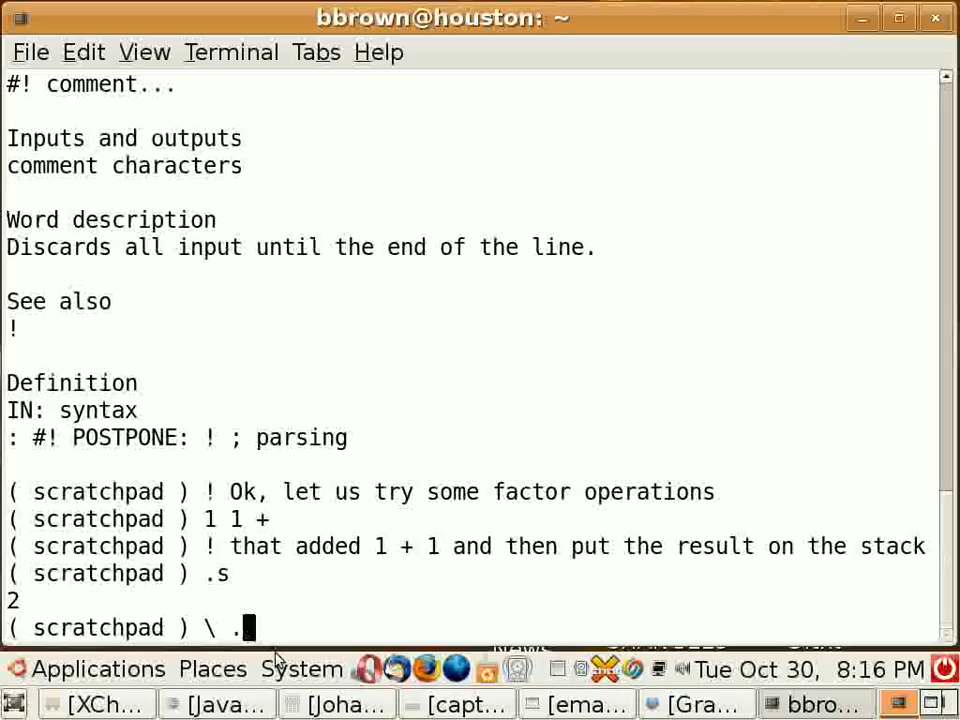 bbrown@houston: ~
File Edit View Terminal Tabs Help
#! comment...
Inputs and outputs
comment characters
Word description
Discards all input until the end of the line.
See also
!
Definition
IN: syntax
: #! POSTPONE: ! ; parsing
( scratchpad ) ! Ok, let us try some factor operations
( scratchpad ) 1 1 +
( scratchpad ) ! that added 1 + 1 and then put the result on the stack
( scratchpad ) .s
2
( scratchpad ) \ .
Applications Places System Tue Oct 30, 8:16 PM
[XCh... [Java... [Joha... [capt... [ema... [Gra... bbro...